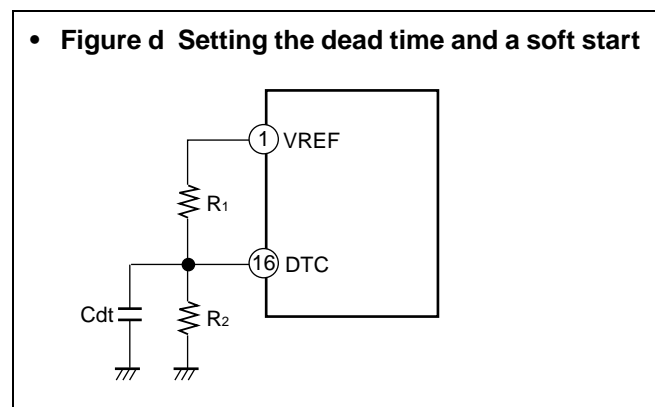 • Figure d Setting the dead time and a soft start
1 VREF
R1
16 DTC
Cdt
R2